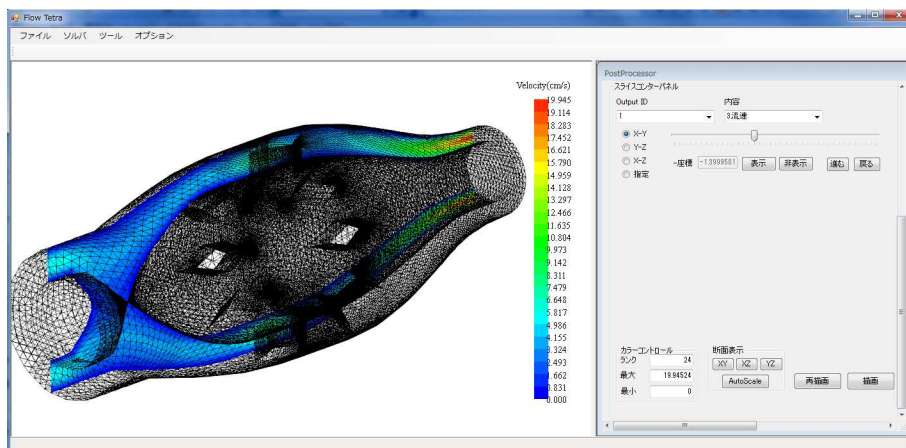 Flow Tetra
ファイル ソルバ ツール オプション
Velocity(cm/s)
19.945
19.114
18.283
17.452
16.621
15.790
14.959
14.128
13.297
12.466
11.635
10.804
9.973
9.142
8.311
7.479
6.648
5.817
4.986
4.155
3.324
2.493
1.662
0.831
0.000
PostProcessor
スライスコンターパネル
Output ID 内容
1 3流速
X-Y
Y-Z
X-Z
指定
-座標 -1.3999581 表示 非表示 進む 戻る
カラーコントロール 断面表示
ランク 24 XY XZ YZ
最大 19.94524 AutoScale 再描画 描画
最小 0